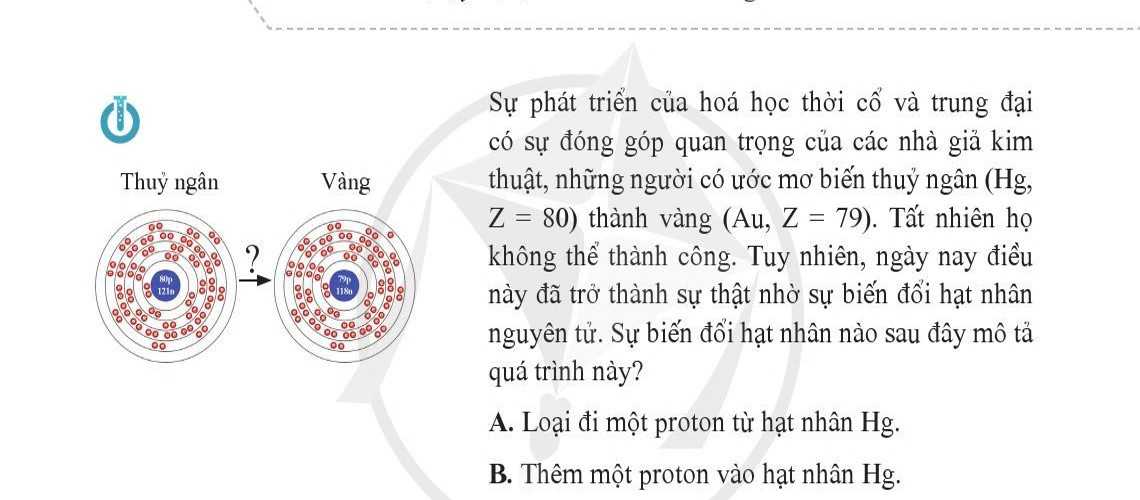 Sự phát triển của hoá học thời cổ và trung đại
có sự đóng góp quan trọng của các nhà giả kim
thuật, những người có ước mơ biến thuỷ ngân (Hg,
Z = 80) thành vàng (Au, Z = 79). Tất nhiên họ
không thể thành công. Tuy nhiên, ngày nay điều
này đã trở thành sự thật nhờ sự biến đổi hạt nhân
nguyên tử. Sự biến đổi hạt nhân nào sau đây mô tả
quá trình này?
A. Loại đi một proton từ hạt nhân Hg.
B. Thêm một proton vào hạt nhân Hg.
Thuỷ ngân
Vàng
80p
121n
?
79p
118n